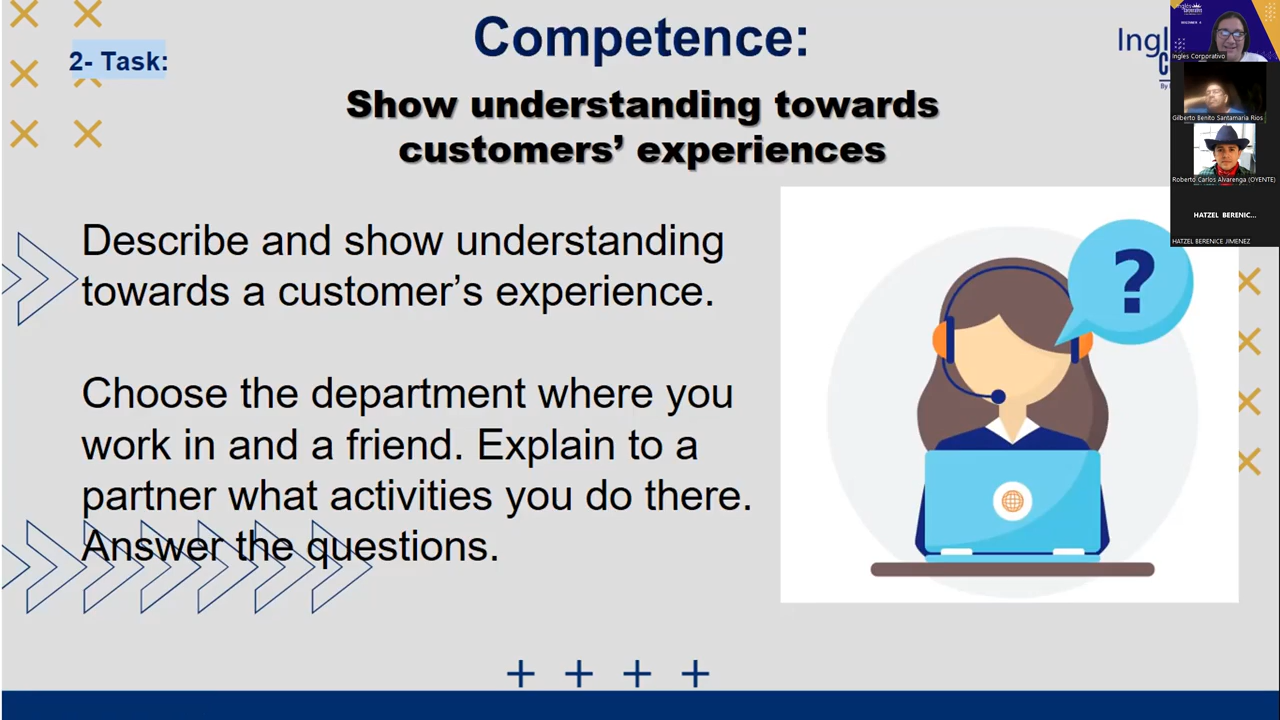 Competence:
2- Task:
Show understanding towards
customers’ experiences
Describe and show understanding
towards a customer’s experience.
Choose the department where you
work in and a friend. Explain to a
partner what activities you do there.
Answer the questions.
?
Ingl
Ingles Corporativo
Gilberto Benito Santamaria Rios
Roberto Carlos Alvarenga (OYENTE)
HATZEL BERENIC...
HATZEL BERENICE JIMENEZ